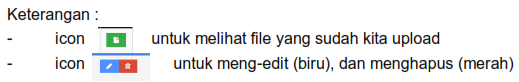 Keterangan :
- icon untuk melihat file yang sudah kita upload
- icon untuk meng-edit (biru), dan menghapus (merah)